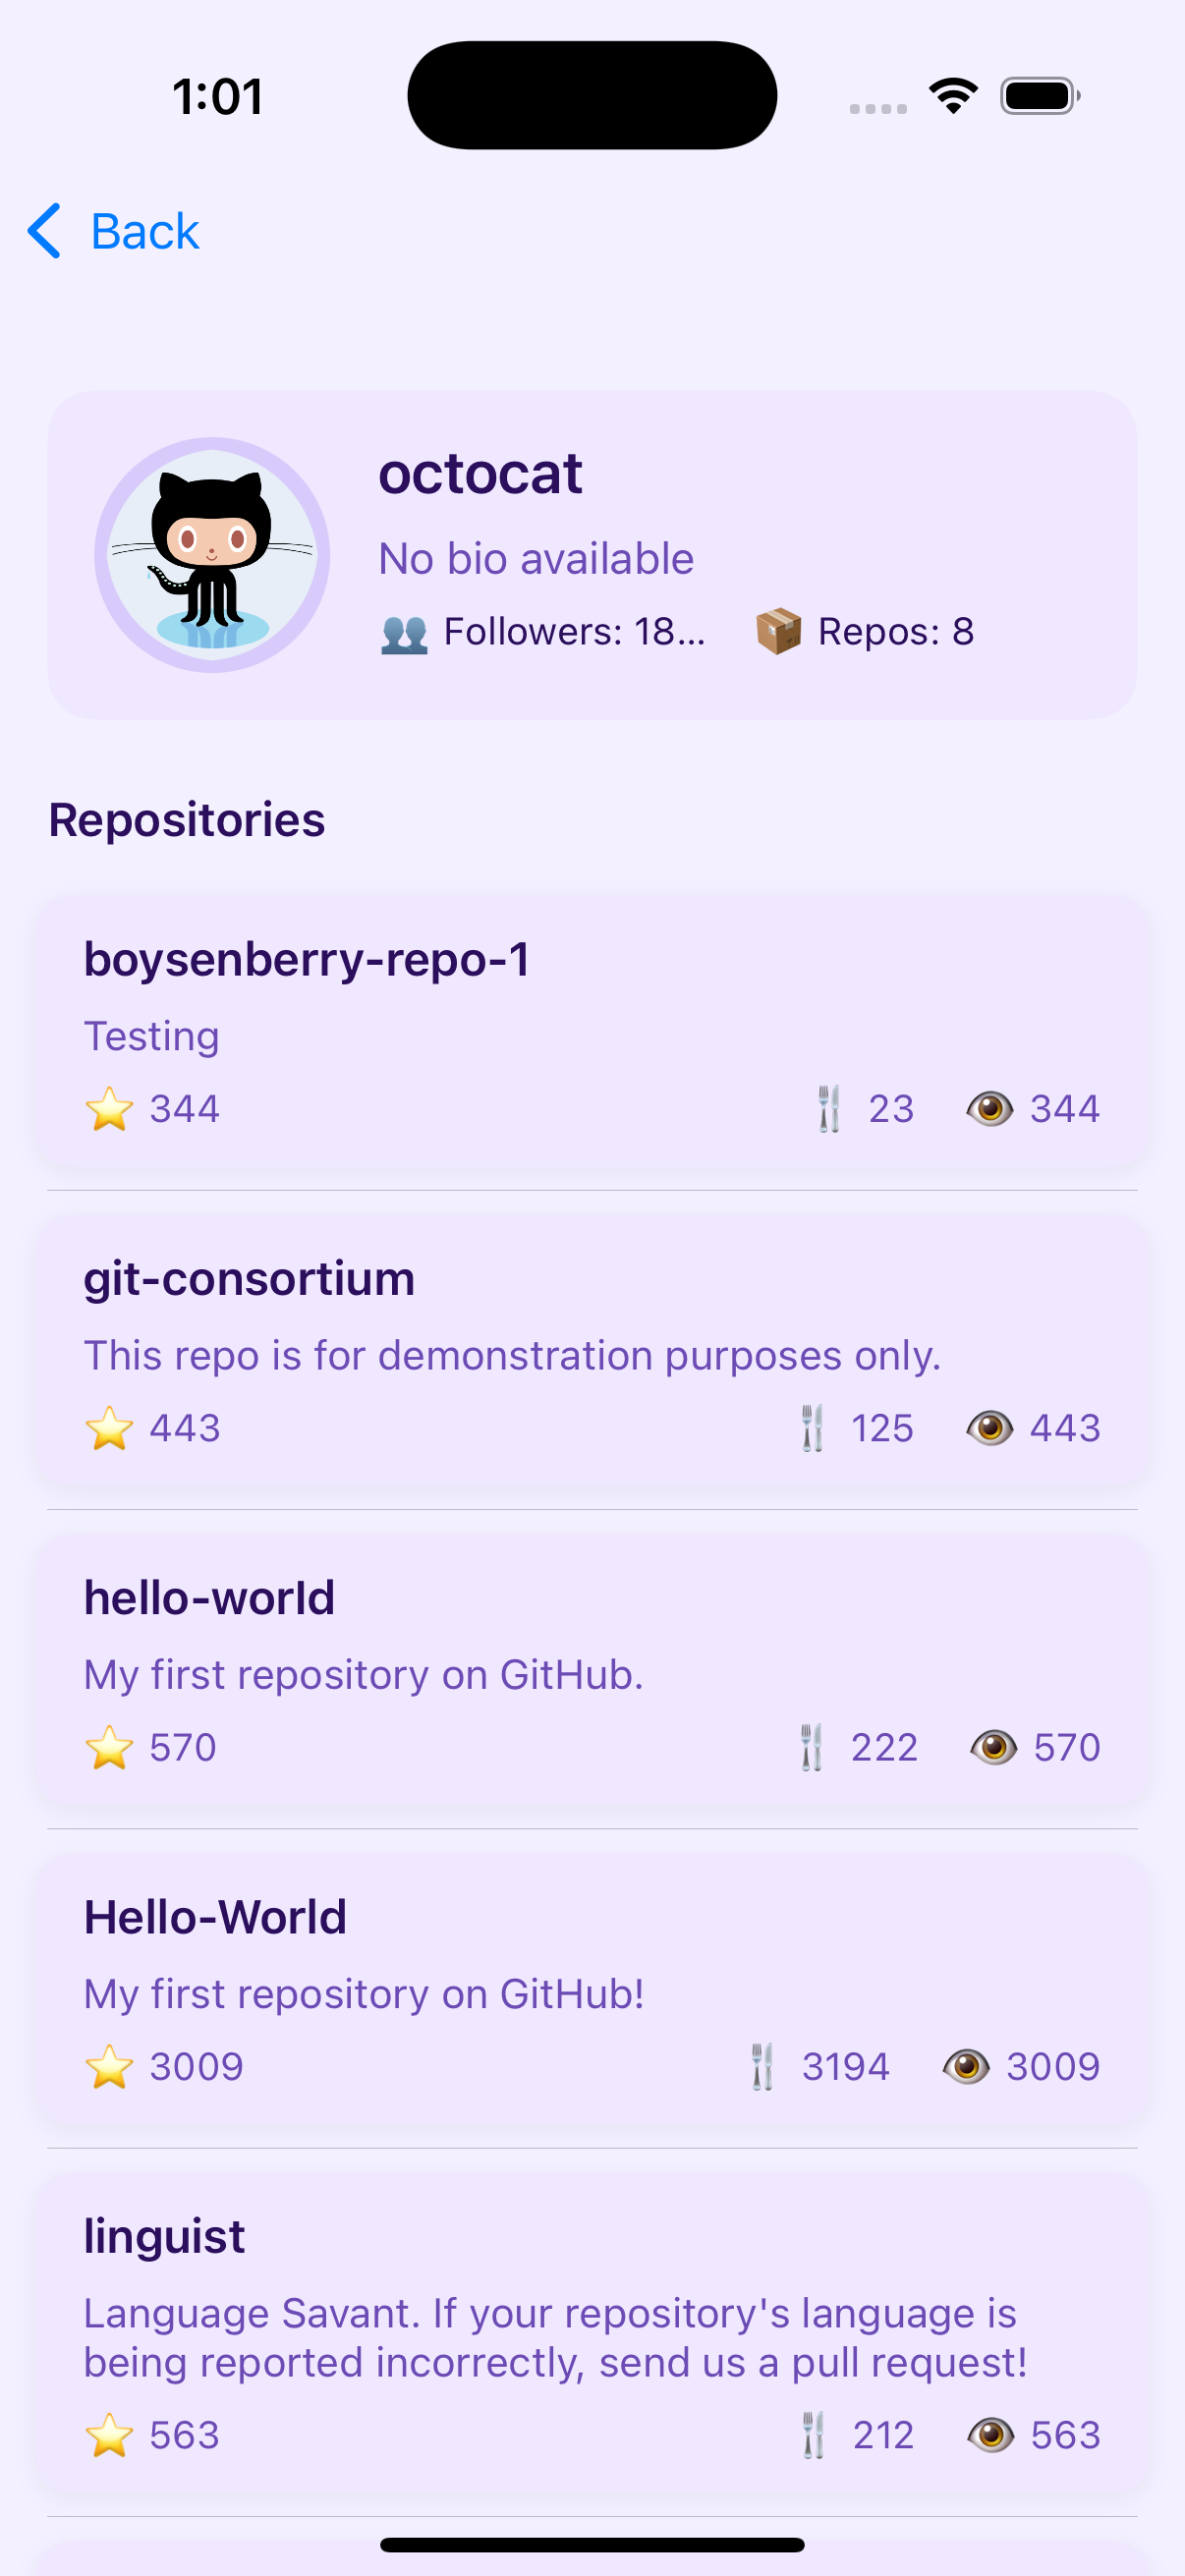 1:01
Back
octocat
No bio available
👥 Followers: 18... 📦 Repos: 8
Repositories
boysenberry-repo-1
Testing
⭐ 344 🍴 23 👁️ 344
git-consortium
This repo is for demonstration purposes only.
⭐ 443 🍴 125 👁️ 443
hello-world
My first repository on GitHub.
⭐ 570 🍴 222 👁️ 570
Hello-World
My first repository on GitHub!
⭐ 3009 🍴 3194 👁️ 3009
linguist
Language Savant. If your repository's language is
being reported incorrectly, send us a pull request!
⭐ 563 🍴 212 👁️ 563